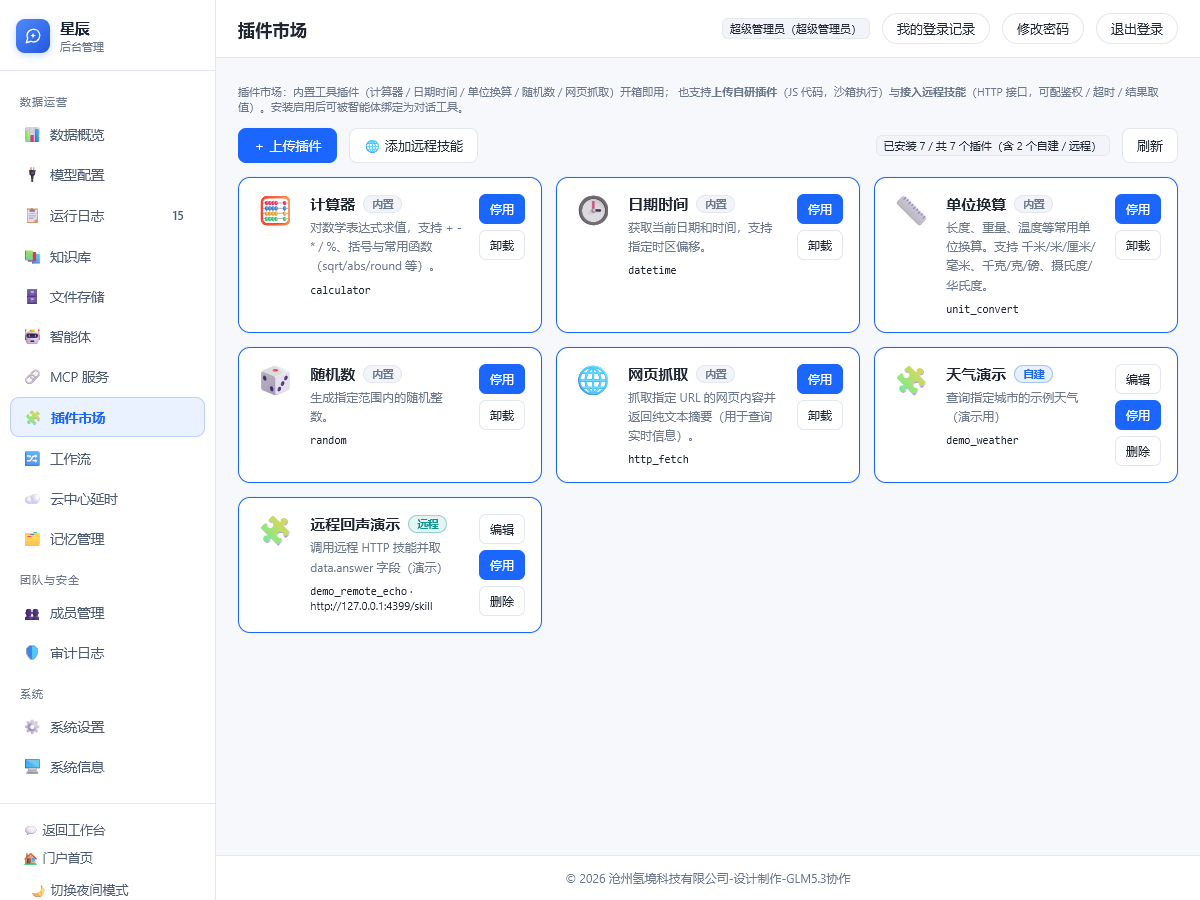 星辰
后台管理
数据运营
数据概览
模型配置
运行日志 15
知识库
文件存储
智能体
MCP 服务
插件市场
工作流
云中心延时
记忆管理
团队与安全
成员管理
审计日志
系统
系统设置
系统信息
返回工作台
门户首页
切换夜间模式
插件市场
超级管理员（超级管理员）
我的登录记录
修改密码
退出登录
插件市场：内置工具插件（计算器 / 日期时间 / 单位换算 / 随机数 / 网页抓取）开箱即用； 也支持上传自研插件（JS 代码，沙箱执行）与接入远程技能（HTTP 接口，可配鉴权 / 超时 / 结果取
值）。安装启用后可被智能体绑定为对话工具。
＋ 上传插件
添加远程技能
已安装 7 / 共 7 个插件（含 2 个自建 / 远程）
刷新
计算器 内置
对数学表达式求值，支持 + -
* / %、括号与常用函数
（sqrt/abs/round 等）。
calculator
停用
卸载
日期时间 内置
获取当前日期和时间，支持
指定时区偏移。
datetime
停用
卸载
单位换算 内置
长度、重量、温度等常用单
位换算。支持 千米/米/厘米/
毫米、千克/克/磅、摄氏度/
华氏度。
unit_convert
停用
卸载
随机数 内置
生成指定范围内的随机整
数。
random
停用
卸载
网页抓取 内置
抓取指定 URL 的网页内容并
返回纯文本摘要（用于查询
实时信息）。
http_fetch
停用
卸载
天气演示 自建
查询指定城市的示例天气
（演示用）
demo_weather
编辑
停用
删除
远程回声演示 远程
调用远程 HTTP 技能并取
data.answer 字段（演示）
demo_remote_echo ·
http://127.0.0.1:4399/skill
编辑
停用
删除
© 2026 沧州氢境科技有限公司-设计制作-GLM5.3协作